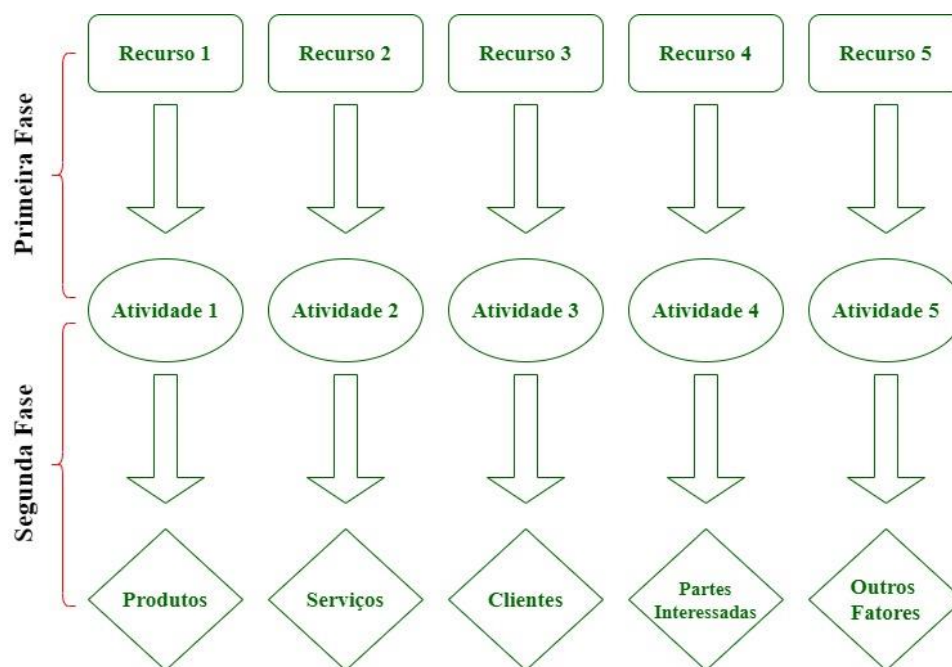 Primeira Fase
Recurso 1
Recurso 2
Recurso 3
Recurso 4
Recurso 5
Atividade 1
Atividade 2
Atividade 3
Atividade 4
Atividade 5
Segunda Fase
Produtos
Serviços
Clientes
Partes
Interessadas
Outros
Fatores